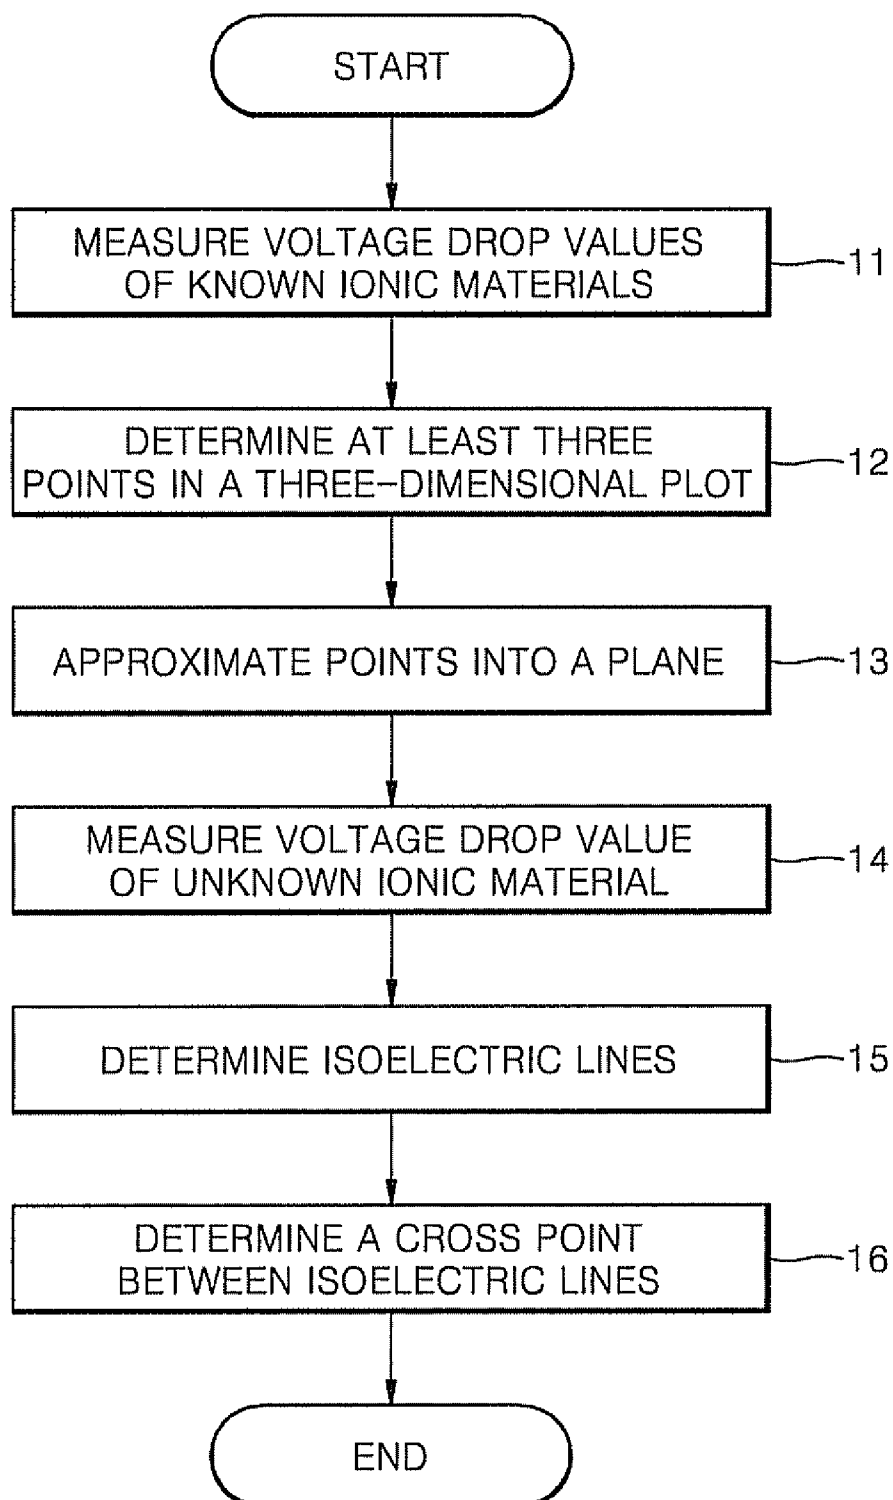 START
MEASURE VOLTAGE DROP VALUES
OF KNOWN IONIC MATERIALS
11
DETERMINE AT LEAST THREE
POINTS IN A THREE-DIMENSIONAL PLOT
12
APPROXIMATE POINTS INTO A PLANE
13
MEASURE VOLTAGE DROP VALUE
OF UNKNOWN IONIC MATERIAL
14
DETERMINE ISOELECTRIC LINES
15
DETERMINE A CROSS POINT
BETWEEN ISOELECTRIC LINES
16
END